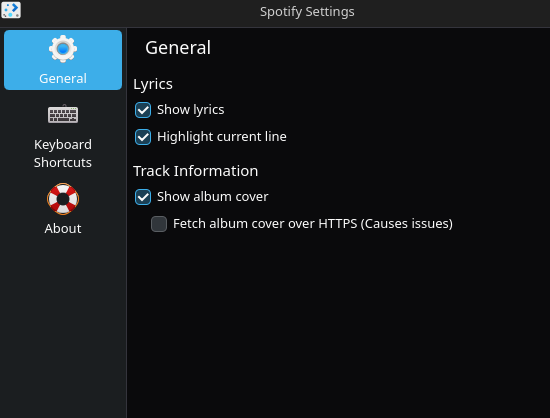 Spotify Settings
General
Keyboard
Shortcuts
About
General
Lyrics
Show lyrics
Highlight current line
Track Information
Show album cover
Fetch album cover over HTTPS (Causes issues)